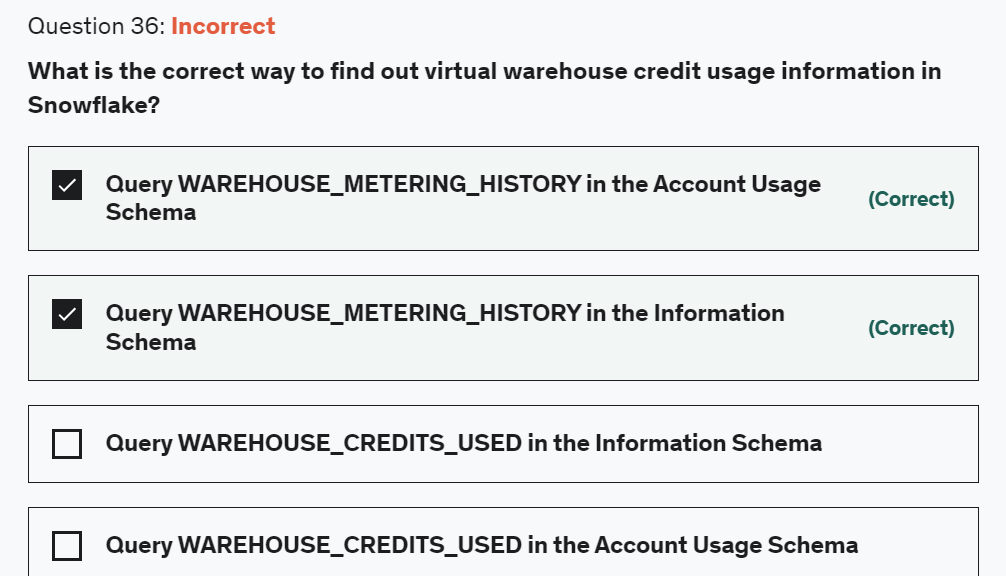 Question 36: Incorrect
What is the correct way to find out virtual warehouse credit usage information in
Snowflake?
Query WAREHOUSE_METERING_HISTORY in the Account Usage
Schema
(Correct)
Query WAREHOUSE_METERING_HISTORY in the Information
Schema
(Correct)
Query WAREHOUSE_CREDITS_USED in the Information Schema
Query WAREHOUSE_CREDITS_USED in the Account Usage Schema